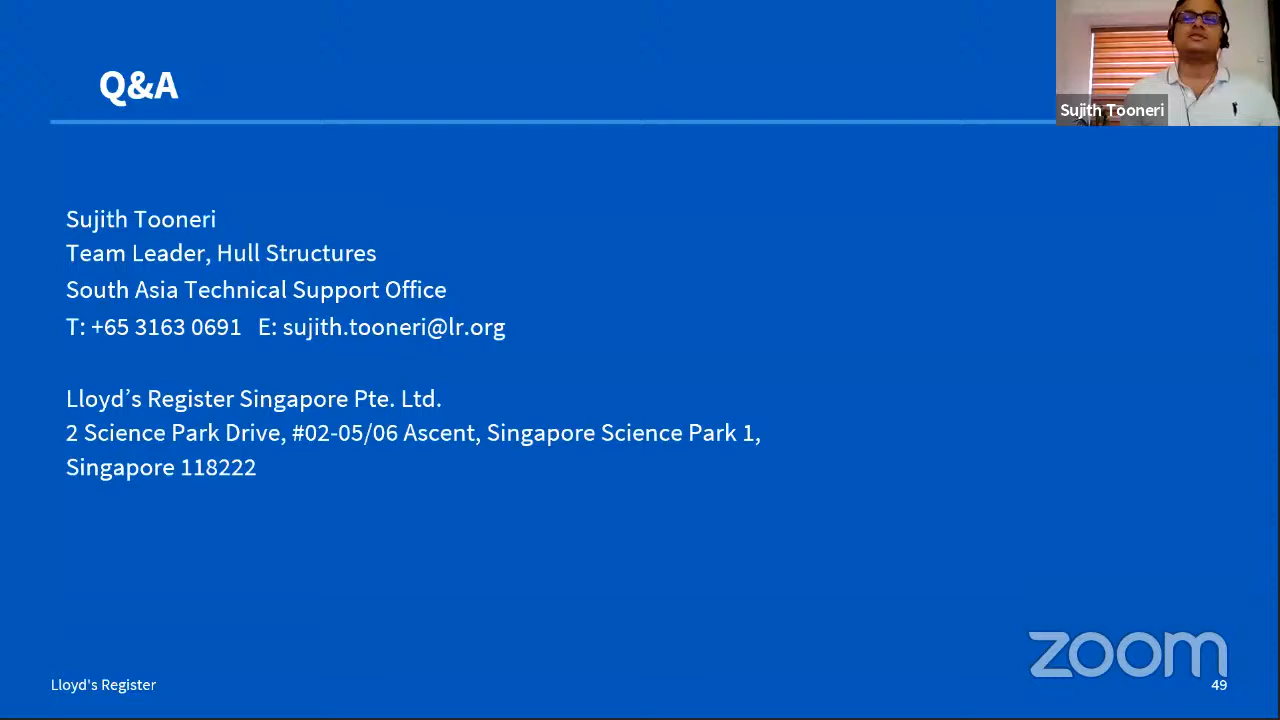 Q&A
Sujith Tooneri
Sujith Tooneri
Team Leader, Hull Structures
South Asia Technical Support Office
T: +65 3163 0691 E: sujith.tooneri@lr.org
Lloyd’s Register Singapore Pte. Ltd.
2 Science Park Drive, #02-05/06 Ascent, Singapore Science Park 1,
Singapore 118222
zoom
Lloyd's Register
49